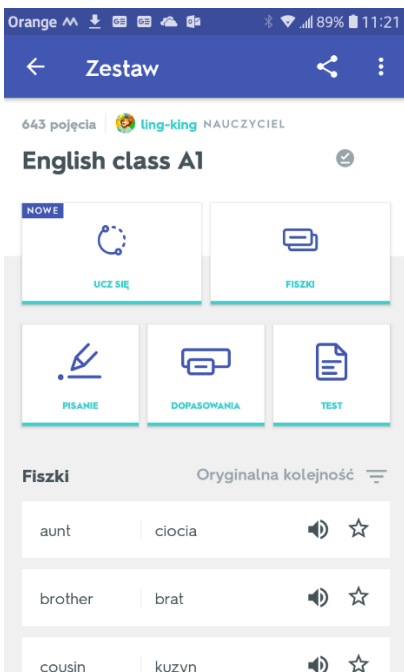 Orange 89% 11:21
Zestaw
643 pojęcia ling-king NAUCZYCIEL
English class A1
NOWE
UCZ SIĘ FISZKI
PISANIE DOPASOWANIA TEST
Fiszki Oryginalna kolejność
aunt ciocia
brother brat
cousin kuzyn